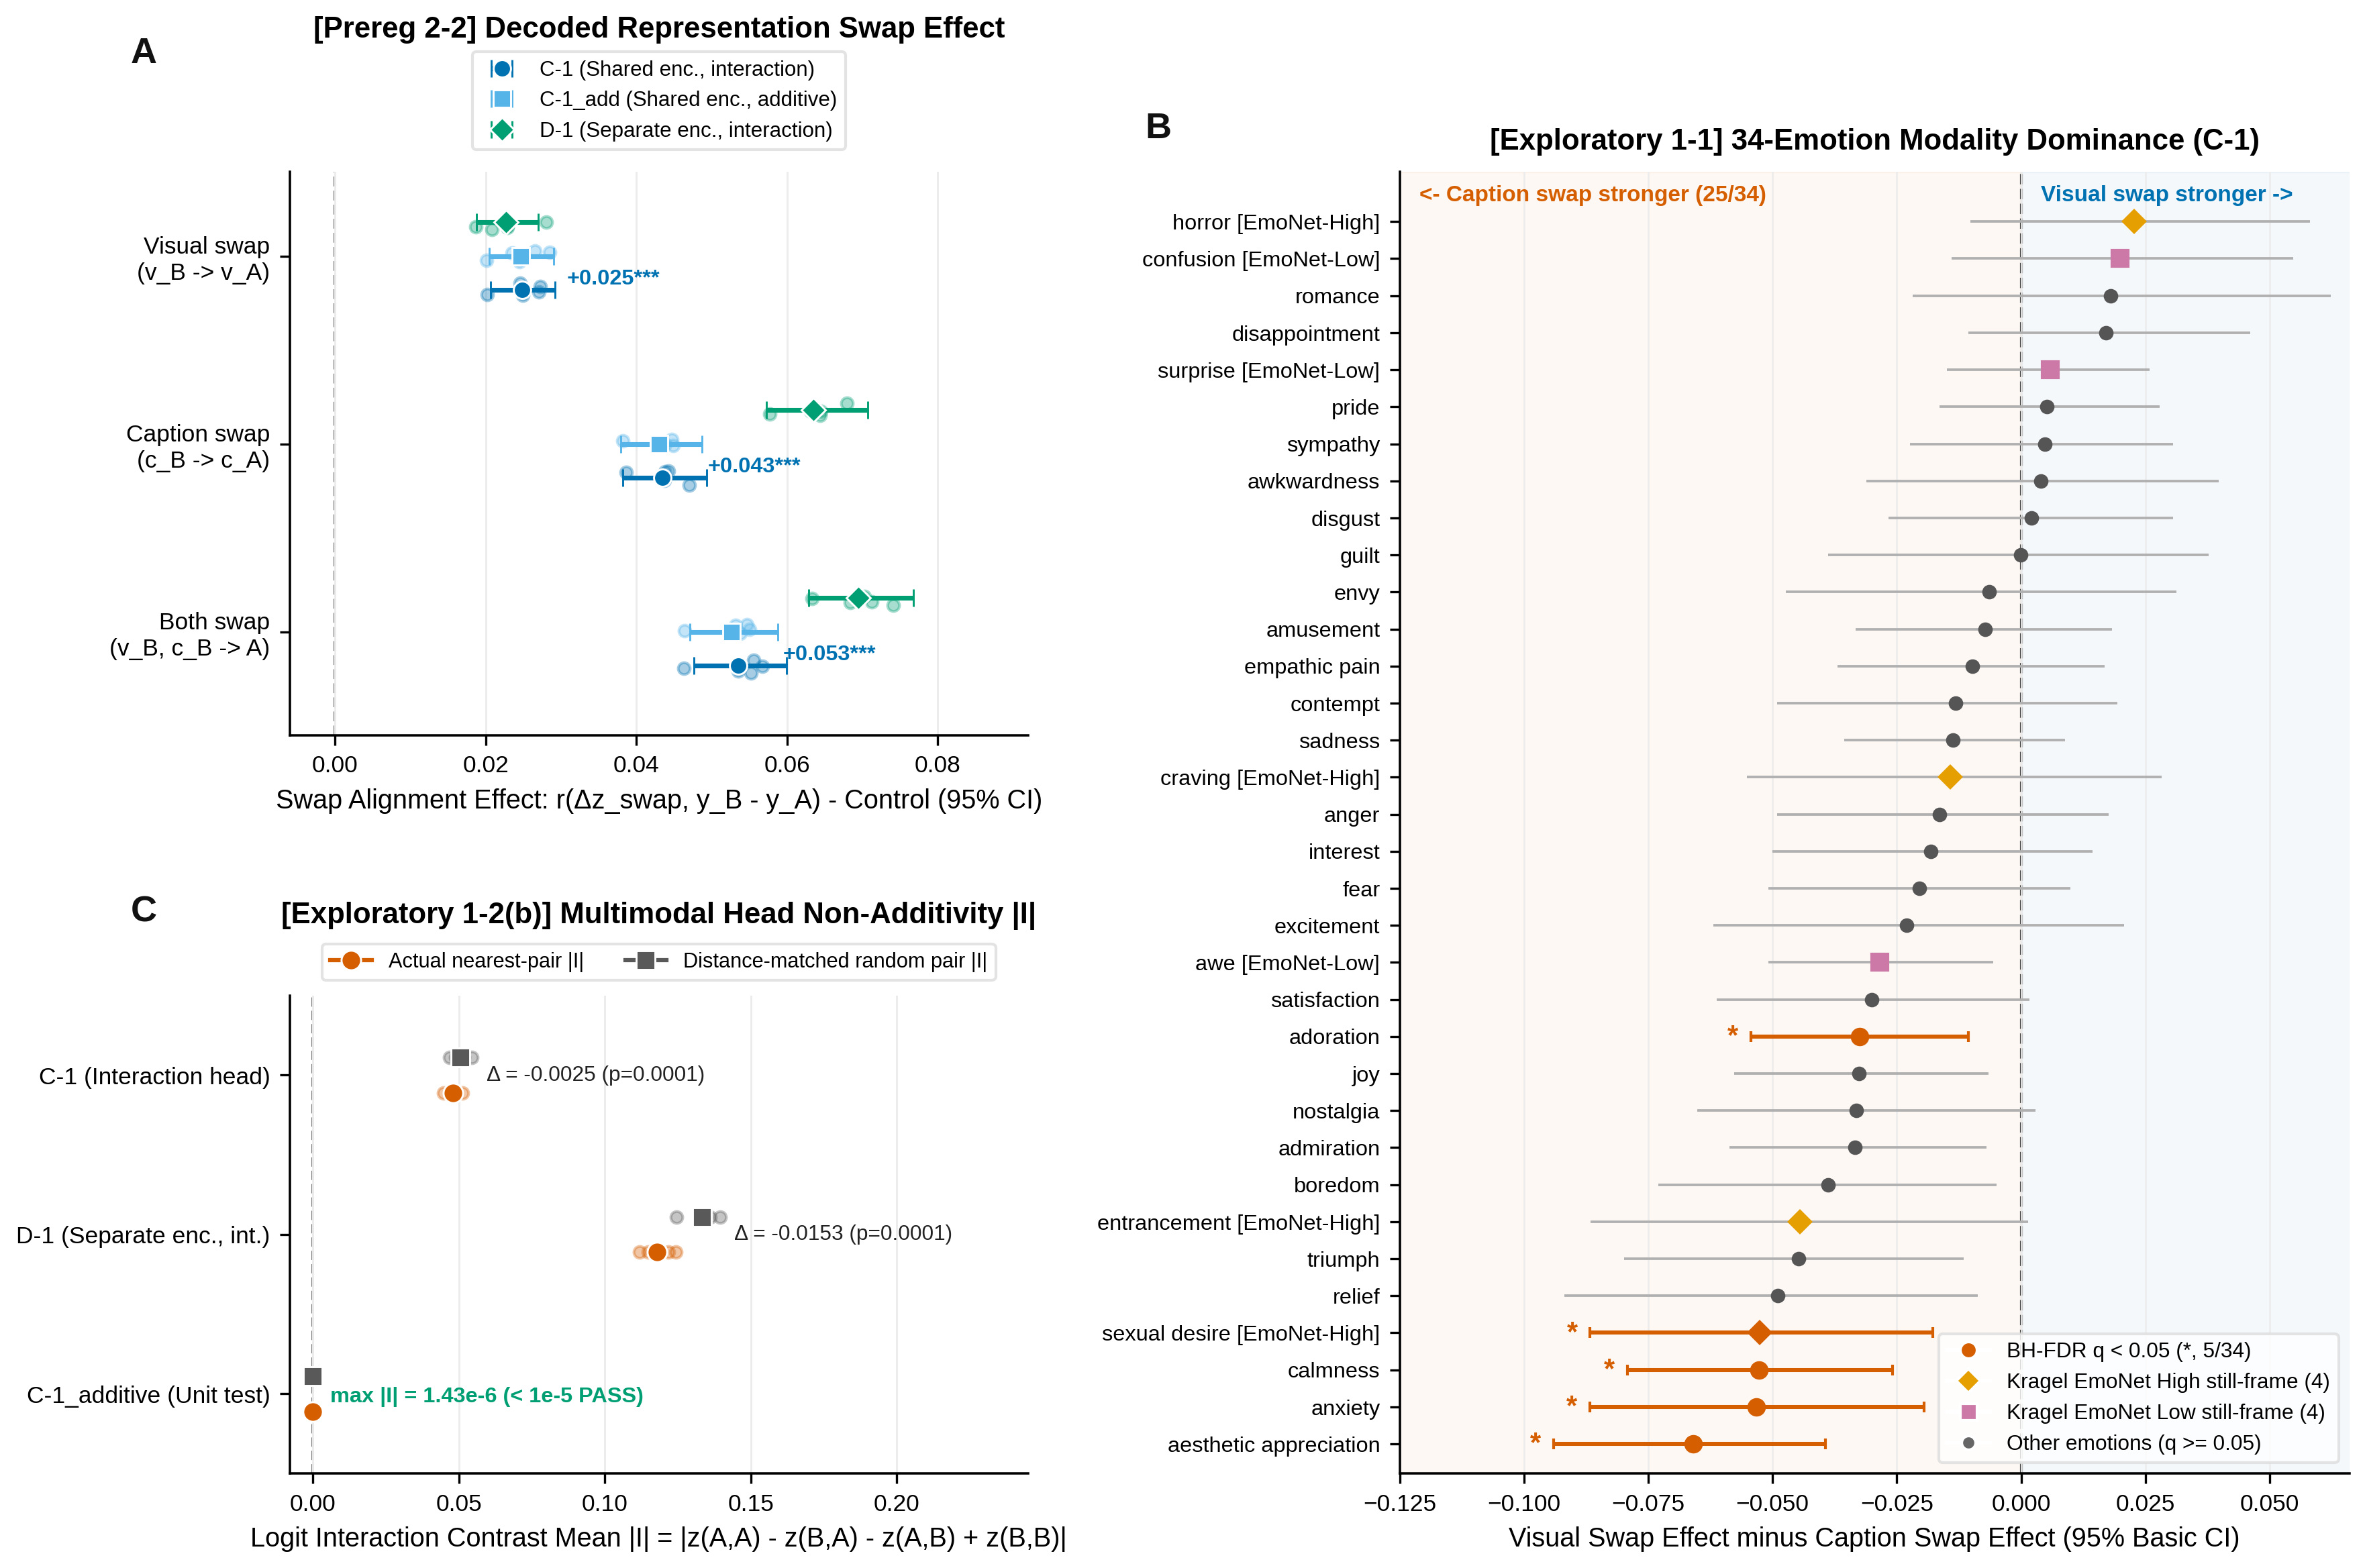 A
[Prereg 2-2] Decoded Representation Swap Effect
C-1 (Shared enc., interaction)
C-1_add (Shared enc., additive)
D-1 (Separate enc., interaction)
Visual swap
(v_B -> v_A)
+0.025***
Caption swap
(c_B -> c_A)
+0.043***
Both swap
(v_B, c_B -> A)
+0.053***
0.00 0.02 0.04 0.06 0.08
Swap Alignment Effect: r(Δz_swap, y_B - y_A) - Control (95% CI)
B
[Exploratory 1-1] 34-Emotion Modality Dominance (C-1)
<- Caption swap stronger (25/34)
Visual swap stronger ->
horror [EmoNet-High]
confusion [EmoNet-Low]
romance
disappointment
surprise [EmoNet-Low]
pride
sympathy
awkwardness
disgust
guilt
envy
amusement
empathic pain
contempt
sadness
craving [EmoNet-High]
anger
interest
fear
excitement
awe [EmoNet-Low]
satisfaction
adoration *
joy
nostalgia
admiration
boredom
entrancement [EmoNet-High]
triumph
relief
sexual desire [EmoNet-High] *
calmness *
anxiety *
aesthetic appreciation *
BH-FDR q < 0.05 (*, 5/34)
Kragel EmoNet High still-frame (4)
Kragel EmoNet Low still-frame (4)
Other emotions (q >= 0.05)
−0.125 −0.100 −0.075 −0.050 −0.025 0.000 0.025 0.050
Visual Swap Effect minus Caption Swap Effect (95% Basic CI)
C
[Exploratory 1-2(b)] Multimodal Head Non-Additivity |I|
Actual nearest-pair |I|
Distance-matched random pair |I|
C-1 (Interaction head)
Δ = -0.0025 (p=0.0001)
D-1 (Separate enc., int.)
Δ = -0.0153 (p=0.0001)
C-1_additive (Unit test)
max |I| = 1.43e-6 (< 1e-5 PASS)
0.00 0.05 0.10 0.15 0.20
Logit Interaction Contrast Mean |I| = |z(A,A) - z(B,A) - z(A,B) + z(B,B)|